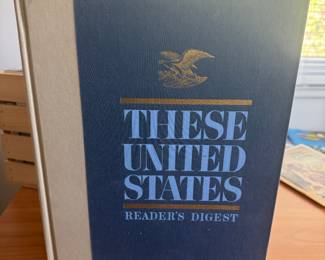 THESE
UNITED
STATES
READER'S DIGEST